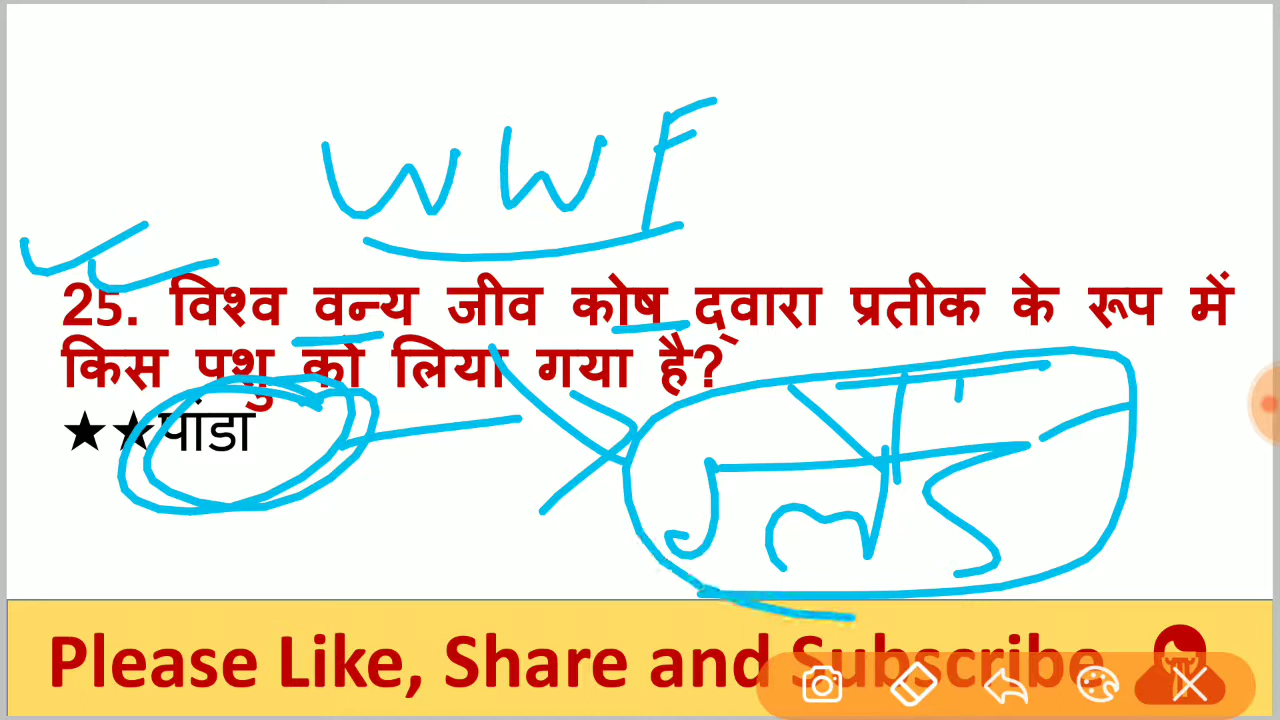 WWF
25. विश्व वन्य जीव कोष द्वारा प्रतीक के रूप में
किस पशु को लिया गया है?
★★पांडा
Please Like, Share and Subscribe